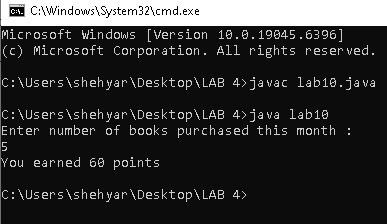 C:\Windows\System32\cmd.exe
Microsoft Windows [Version 10.0.19045.6396]
(c) Microsoft Corporation. All rights reserved.
C:\Users\shehyar\Desktop\LAB 4>javac lab10.java
C:\Users\shehyar\Desktop\LAB 4>java lab10
Enter number of books purchased this month :
5
You earned 60 points
C:\Users\shehyar\Desktop\LAB 4>